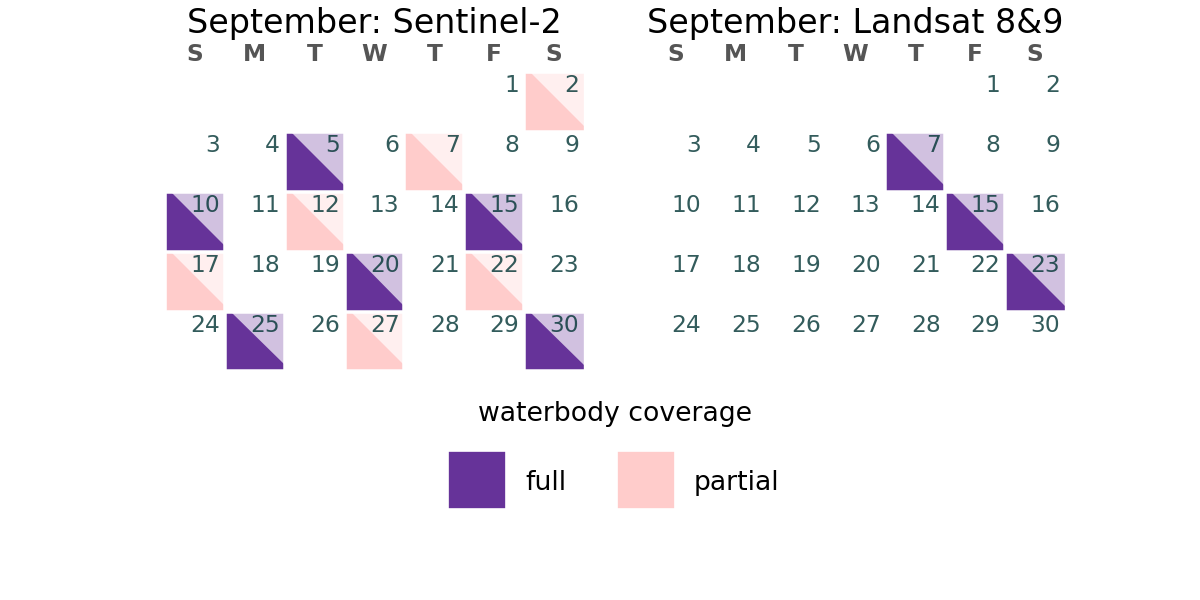 September: Sentinel-2
S M T W T F S
1 2
3 4 5 6 7 8 9
10 11 12 13 14 15 16
17 18 19 20 21 22 23
24 25 26 27 28 29 30
September: Landsat 8&9
S M T W T F S
1 2
3 4 5 6 7 8 9
10 11 12 13 14 15 16
17 18 19 20 21 22 23
24 25 26 27 28 29 30
waterbody coverage
full partial